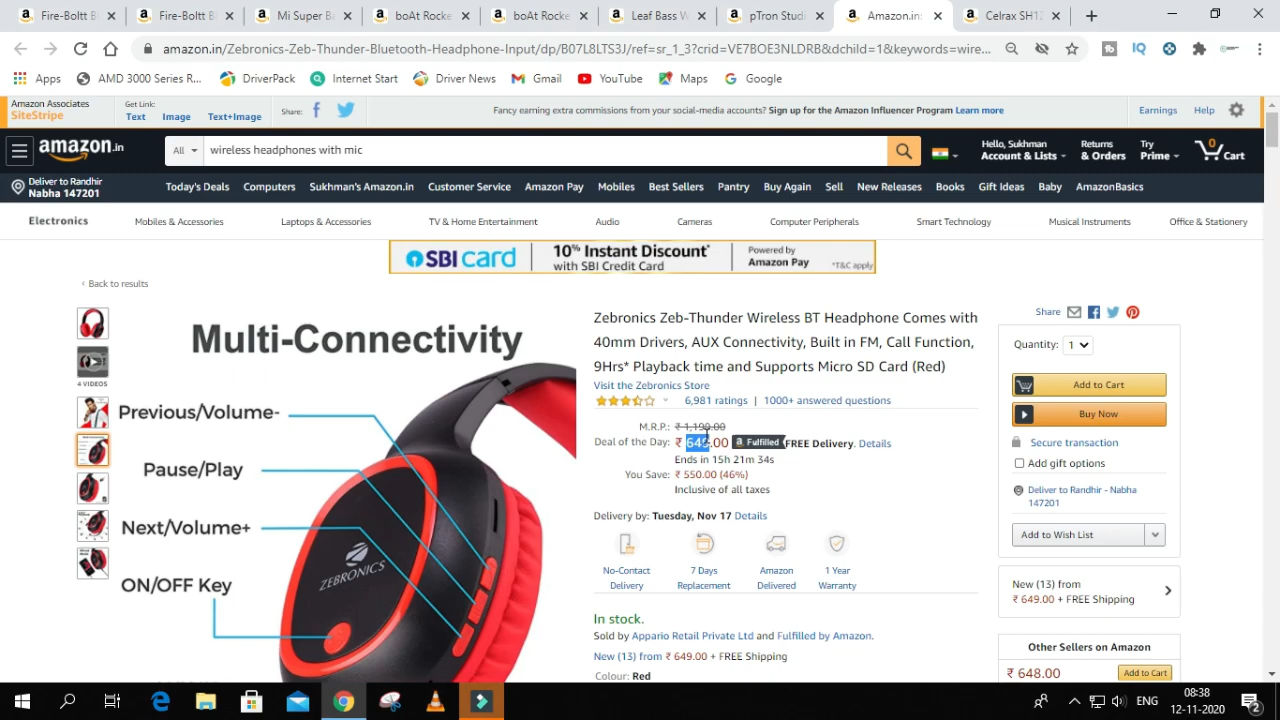 Fire-Boltt Bl
Fire-Boltt Bl
Mi Super Ba
boAt Rocke
boAt Rocke
Leaf Bass W
pTron Studi
Amazon.in:
Celrax SH12
amazon.in/Zebronics-Zeb-Thunder-Bluetooth-Headphone-Input/dp/B07L8LTS3J/ref=sr_1_3?crid=VE7BOE3NLDRB&dchild=1&keywords=wire...
IQ
Apps
AMD 3000 Series R...
DriverPack
Internet Start
Driver News
Gmail
YouTube
Maps
Google
Amazon Associates
SiteStripe
Get Link:
Text Image Text+Image
Share:
Fancy earning extra commissions from your social-media accounts? Sign up for the Amazon Influencer Program Learn more
Earnings
Help
amazon.in
All
wireless headphones with mic
Hello, Sukhman
Account & Lists
Returns
& Orders
Try
Prime
0
Cart
Deliver to Randhir
Nabha 147201
Today's Deals Computers Sukhman's Amazon.in Customer Service Amazon Pay Mobiles Best Sellers Pantry Buy Again Sell New Releases Books Gift Ideas Baby AmazonBasics
Electronics Mobiles & Accessories Laptops & Accessories TV & Home Entertainment Audio Cameras Computer Peripherals Smart Technology Musical Instruments Office & Stationery
SBI card
10% Instant Discount*
with SBI Credit Card
Powered by
Amazon Pay
*T&C apply
‹ Back to results
4 VIDEOS
Multi-Connectivity
Previous/Volume-
Pause/Play
Next/Volume+
ON/OFF Key
ZEBRONICS
Zebronics Zeb-Thunder Wireless BT Headphone Comes with
40mm Drivers, AUX Connectivity, Built in FM, Call Function,
9Hrs* Playback time and Supports Micro SD Card (Red)
Visit the Zebronics Store
6,981 ratings | 1000+ answered questions
M.R.P.: ₹ 1,199.00
Deal of the Day: ₹ 649.00 Fulfilled FREE Delivery. Details
Ends in 15h 21m 34s
You Save: ₹ 550.00 (46%)
Inclusive of all taxes
Delivery by: Tuesday, Nov 17 Details
No-Contact
Delivery
7 Days
Replacement
Amazon
Delivered
1 Year
Warranty
In stock.
Sold by Appario Retail Private Ltd and Fulfilled by Amazon.
New (13) from ₹ 649.00 + FREE Shipping
Colour: Red
Share
Quantity: 1
Add to Cart
Buy Now
Secure transaction
Add gift options
Deliver to Randhir - Nabha
147201
Add to Wish List
New (13) from
₹ 649.00 + FREE Shipping
Other Sellers on Amazon
₹ 648.00
Add to Cart
ENG
08:38
12-11-2020
2